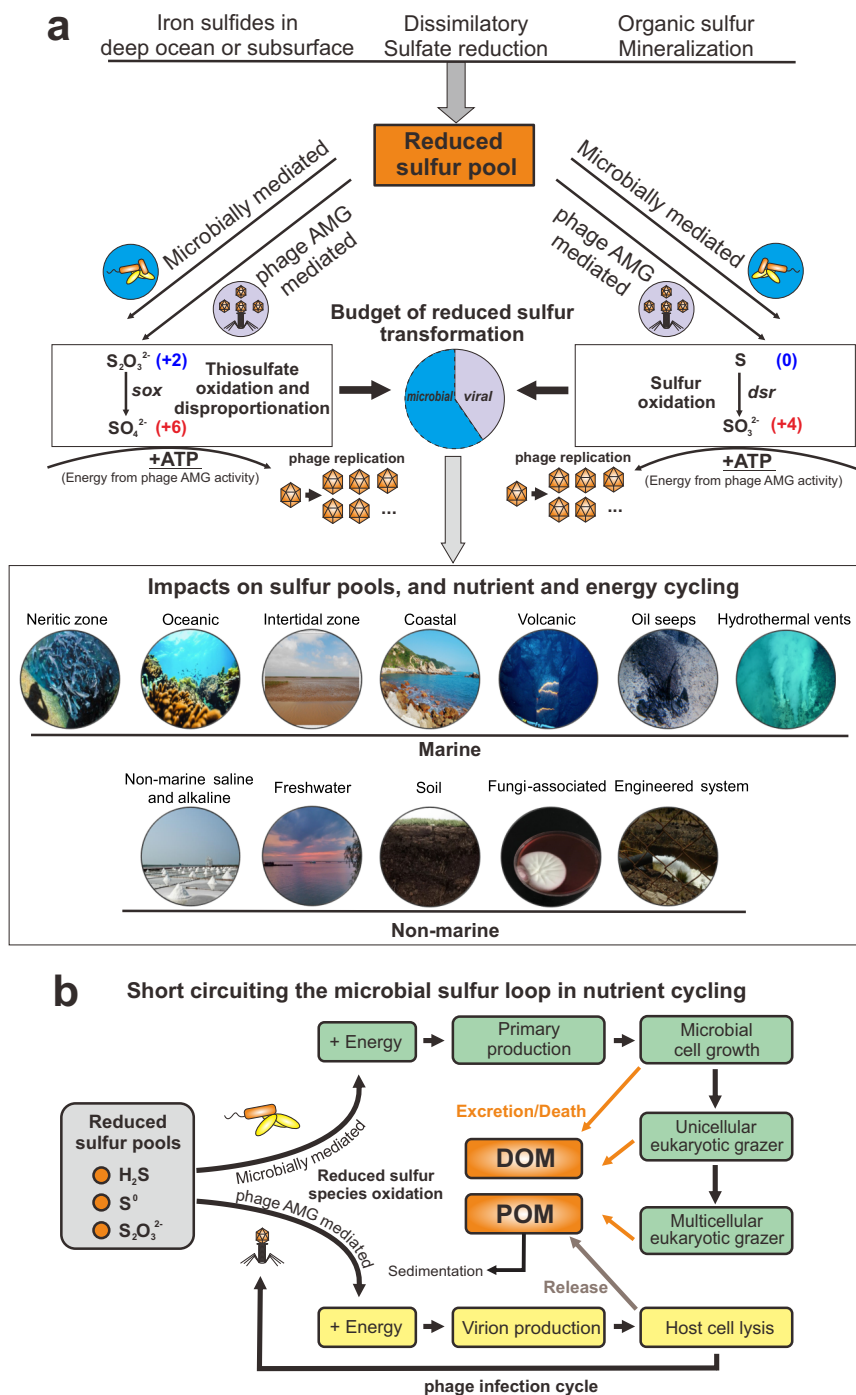 a
Iron sulfides in
deep ocean or subsurface
Dissimilatory
Sulfate reduction
Organic sulfur
Mineralization
Reduced
sulfur pool
Microbially mediated
phage AMG
mediated
Microbially mediated
phage AMG
mediated
Budget of reduced sulfur
transformation
microbial
viral
S₂O₃²⁻ (+2)
sox
SO₄²⁻ (+6)
Thiosulfate
oxidation and
disproportionation
Sulfur
oxidation
S (0)
dsr
SO₃²⁻ (+4)
+ATP
(Energy from phage AMG activity)
phage replication
...
phage replication
...
+ATP
(Energy from phage AMG activity)
Impacts on sulfur pools, and nutrient and energy cycling
Neritic zone
Oceanic
Intertidal zone
Coastal
Volcanic
Oil seeps
Hydrothermal vents
Marine
Non-marine saline
and alkaline
Freshwater
Soil
Fungi-associated
Engineered system
Non-marine
b
Short circuiting the microbial sulfur loop in nutrient cycling
+ Energy
Primary
production
Microbial
cell growth
Reduced
sulfur pools
H₂S
S⁰
S₂O₃²⁻
Microbially mediated
Reduced sulfur
species oxidation
phage AMG mediated
Excretion/Death
DOM
POM
Unicellular
eukaryotic grazer
Multicellular
eukaryotic grazer
Sedimentation
Release
+ Energy
Virion production
Host cell lysis
phage infection cycle